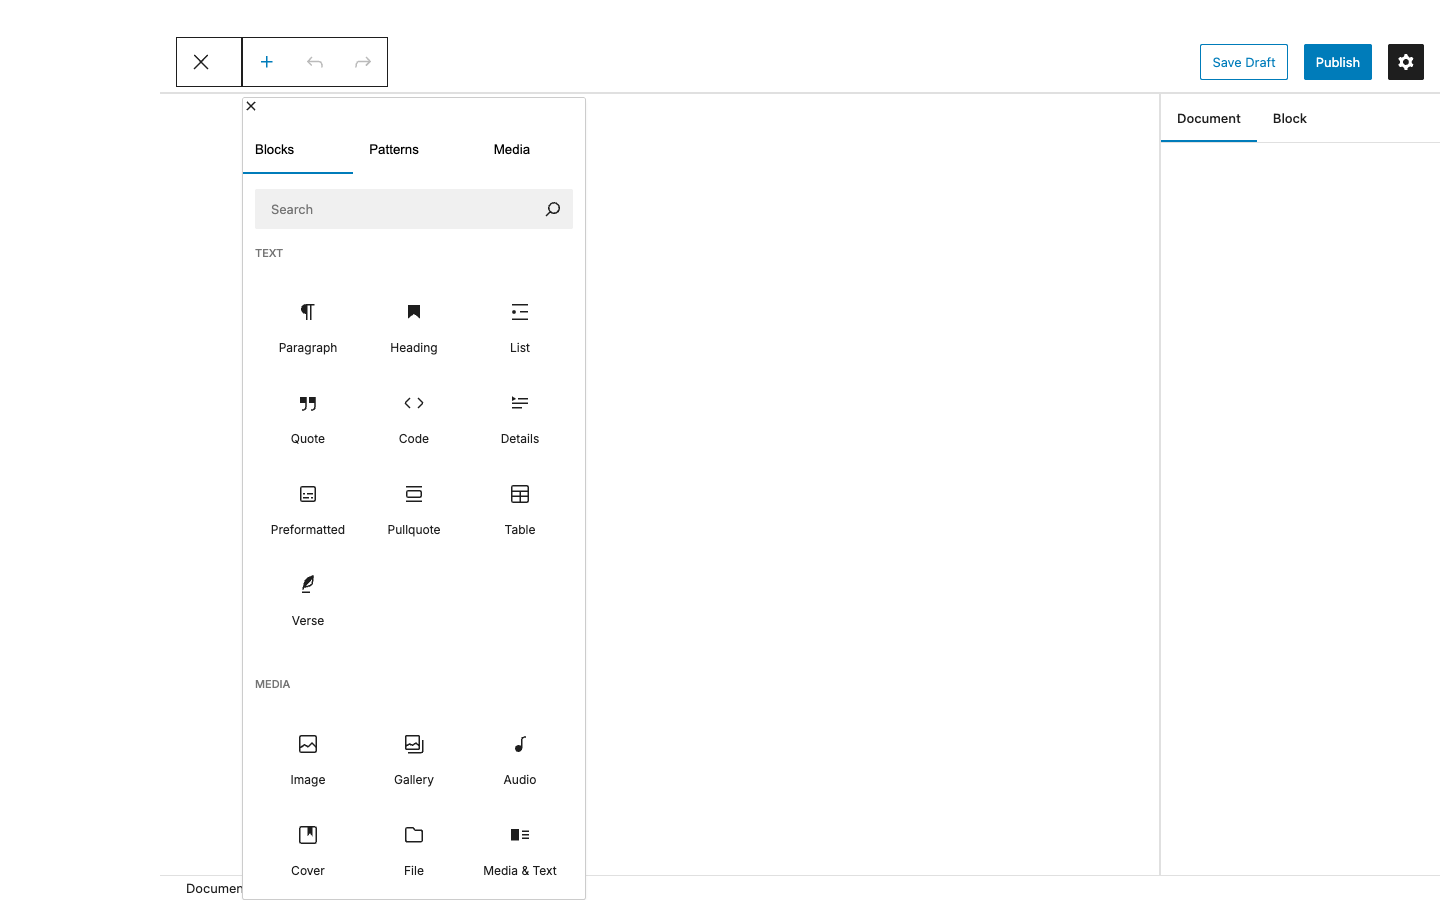 Save Draft
Publish
Document
Block
Blocks
Patterns
Media
Search
TEXT
Paragraph
Heading
List
Quote
Code
Details
Preformatted
Pullquote
Table
Verse
MEDIA
Image
Gallery
Audio
Cover
File
Media & Text
Documen